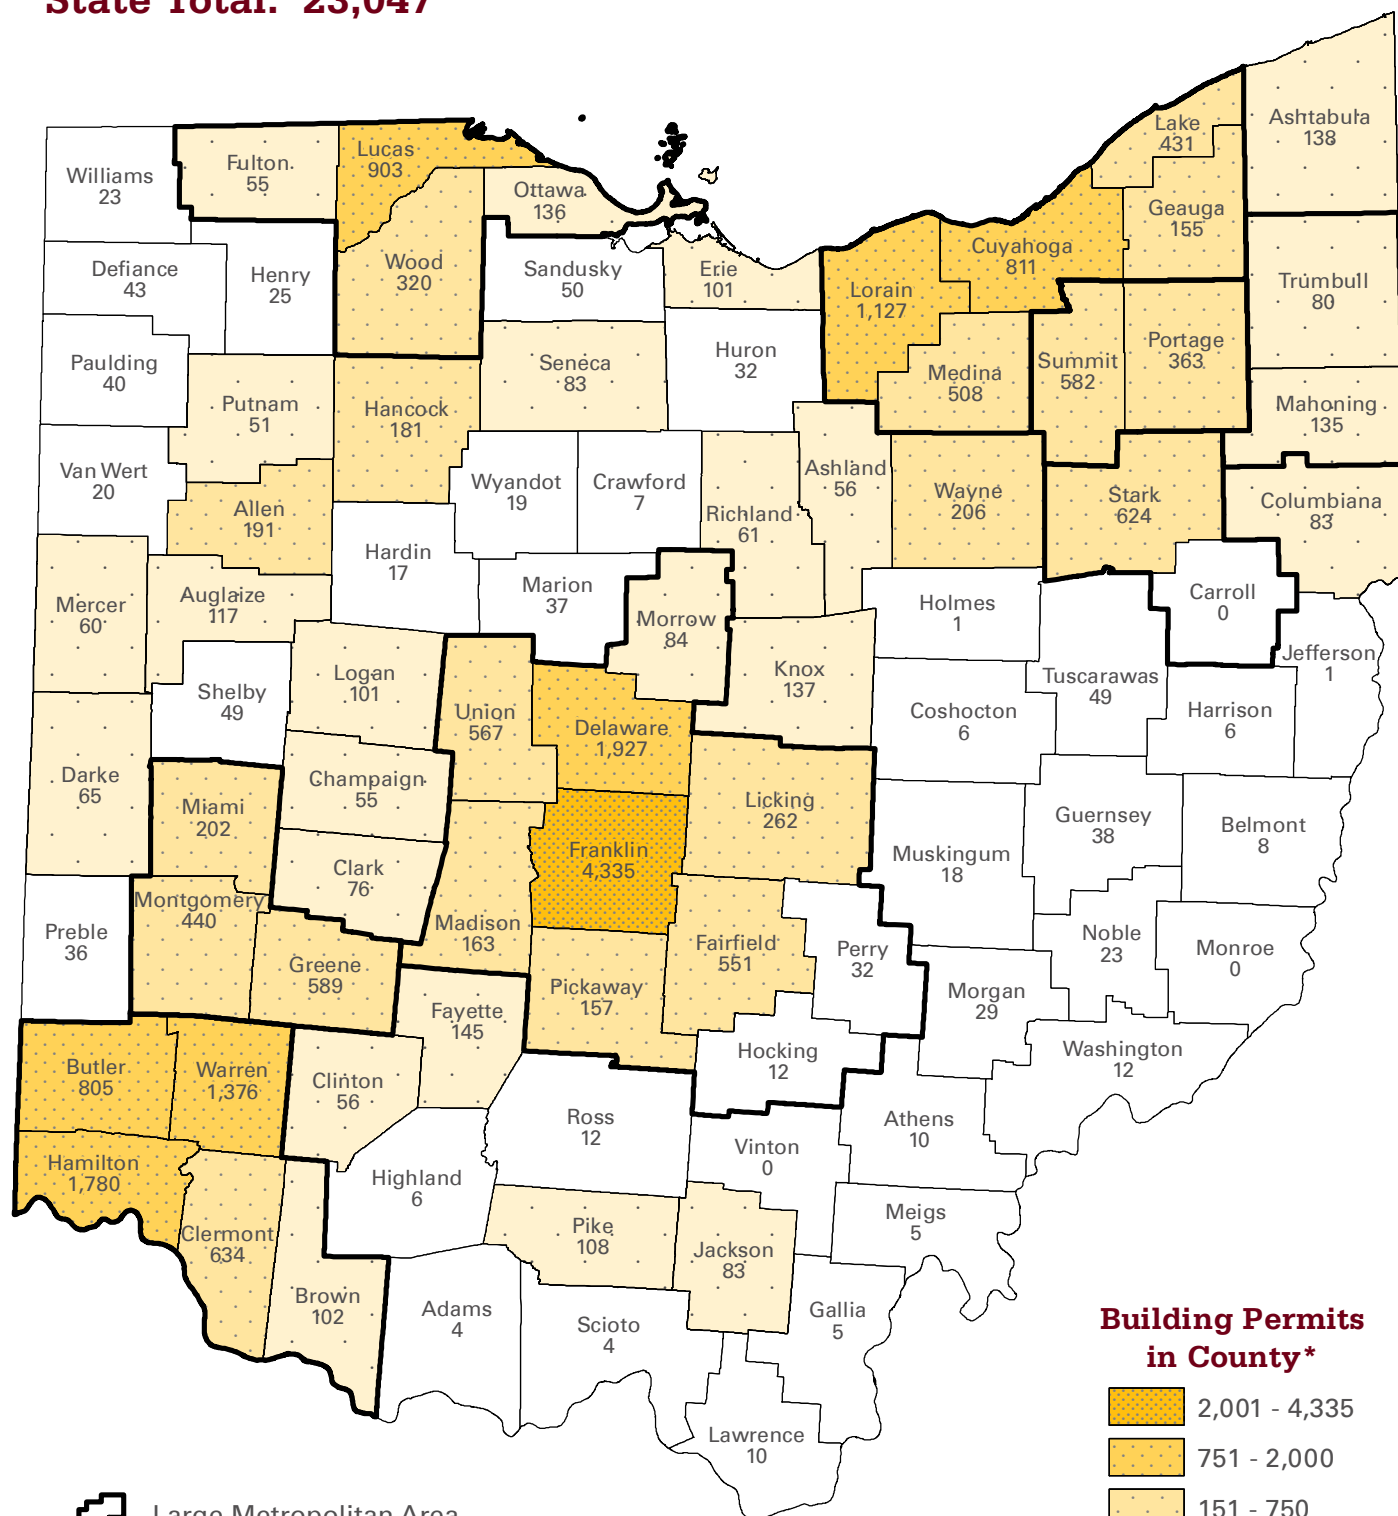 State Total: 23,047
Ashtabula
138
Lake
431
Geauga
155
Cuyahoga
811
Lorain
1,127
Medina
508
Summit
582
Portage
363
Trumbull
80
Mahoning
135
Columbiana
83
Stark
624
Wayne
206
Ashland
56
Richland
61
Williams
23
Fulton
55
Lucas
903
Ottawa
136
Wood
320
Sandusky
50
Erie
101
Huron
32
Seneca
83
Defiance
43
Henry
25
Paulding
40
Putnam
51
Hancock
181
Van Wert
20
Allen
191
Wyandot
19
Crawford
7
Hardin
17
Marion
37
Morrow
84
Mercer
60
Auglaize
117
Holmes
1
Carroll
0
Jefferson
1
Tuscarawas
49
Harrison
6
Coshocton
6
Knox
137
Logan
101
Shelby
49
Union
567
Delaware
1,927
Darke
65
Miami
202
Champaign
55
Clark
76
Franklin
4,335
Licking
262
Muskingum
18
Guernsey
38
Belmont
8
Preble
36
Montgomery
440
Greene
589
Madison
163
Pickaway
157
Fairfield
551
Perry
32
Noble
23
Monroe
0
Morgan
29
Washington
12
Fayette
145
Hocking
12
Athens
10
Butler
805
Warren
1,376
Clinton
56
Ross
12
Vinton
0
Hamilton
1,780
Highland
6
Meigs
5
Clermont
634
Pike
108
Jackson
83
Brown
102
Adams
4
Scioto
4
Gallia
5
Lawrence
10
Building Permits
in County*
2,001 - 4,335
751 - 2,000
151 - 750
Large Metropolitan Area